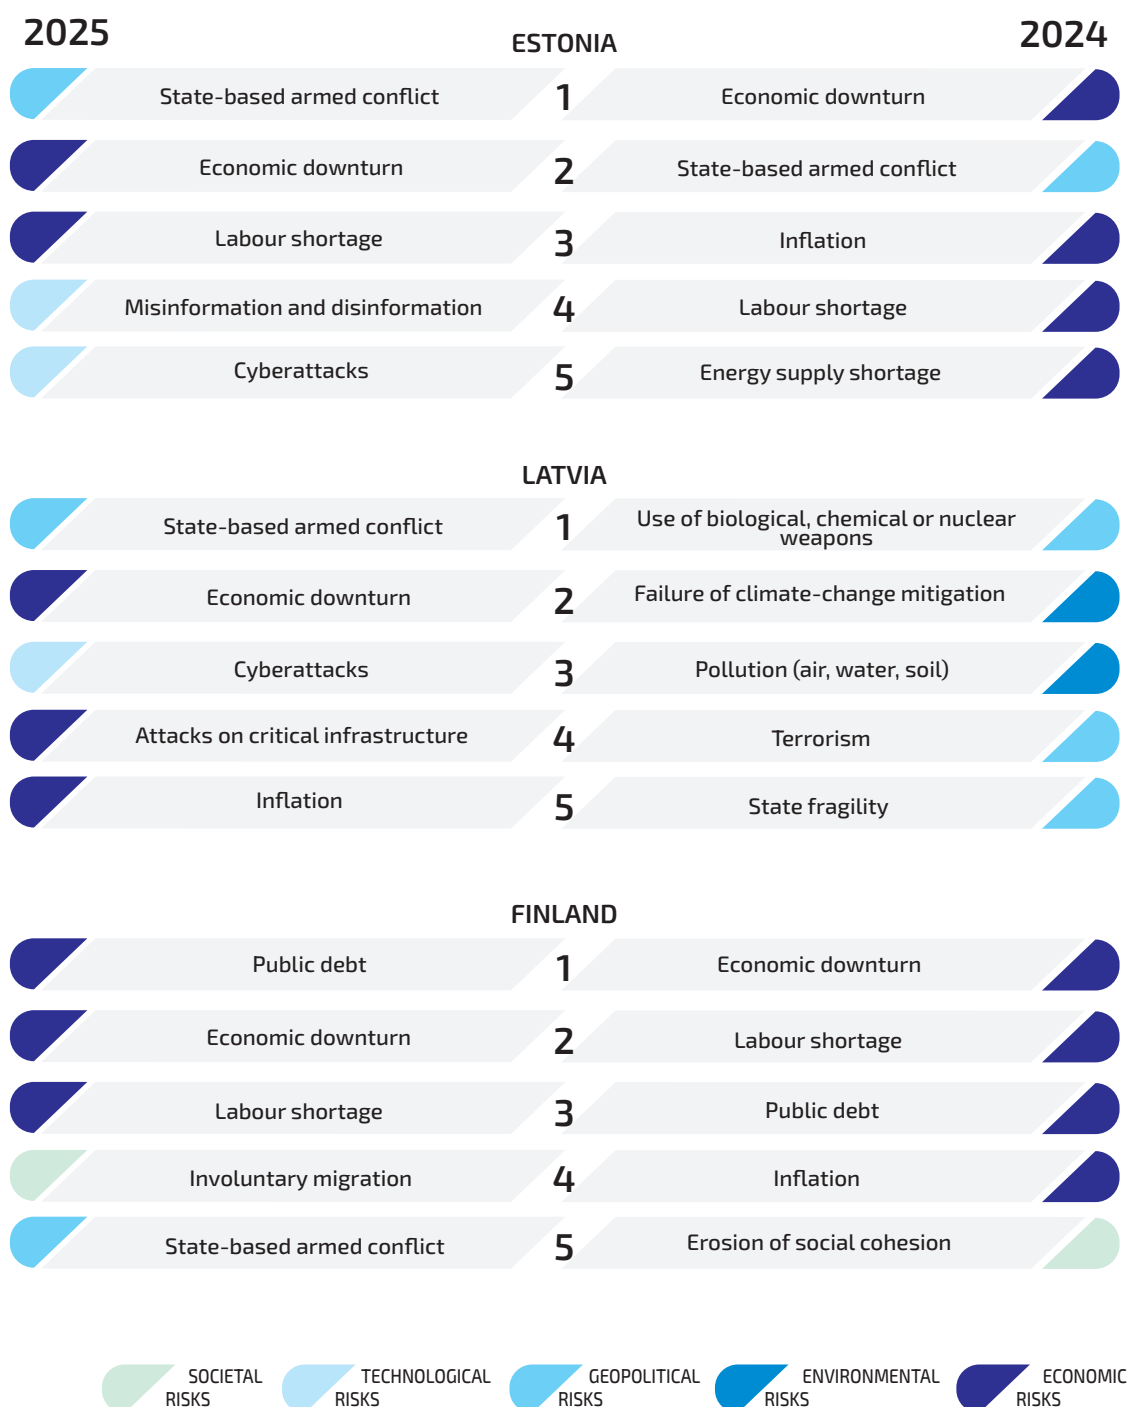 2025
2024
ESTONIA
State-based armed conflict
1
Economic downturn
Economic downturn
2
State-based armed conflict
Labour shortage
3
Inflation
Misinformation and disinformation
4
Labour shortage
Cyberattacks
5
Energy supply shortage
LATVIA
State-based armed conflict
1
Use of biological, chemical or nuclear
weapons
Economic downturn
2
Failure of climate-change mitigation
Cyberattacks
3
Pollution (air, water, soil)
Attacks on critical infrastructure
4
Terrorism
Inflation
5
State fragility
FINLAND
Public debt
1
Economic downturn
Economic downturn
2
Labour shortage
Labour shortage
3
Public debt
Involuntary migration
4
Inflation
State-based armed conflict
5
Erosion of social cohesion
SOCIETAL
RISKS
TECHNOLOGICAL
RISKS
GEOPOLITICAL
RISKS
ENVIRONMENTAL
RISKS
ECONOMIC
RISKS